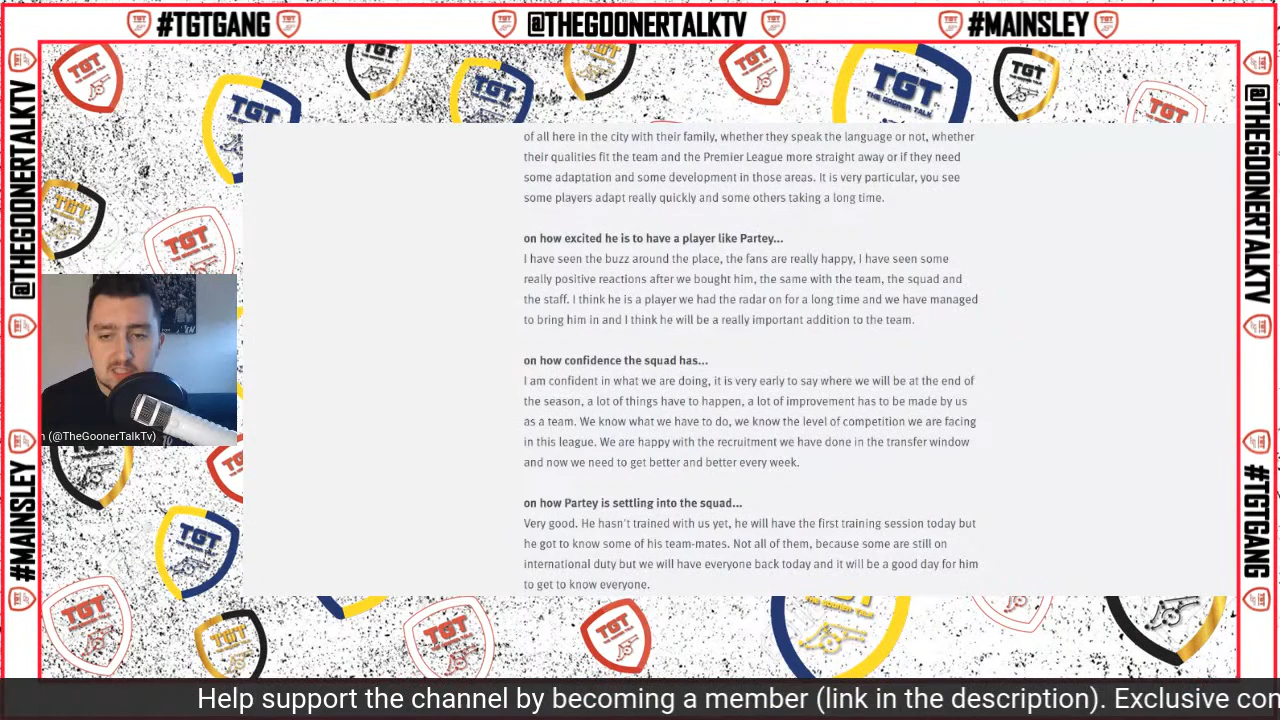 #TGTGANG
@THEGOONERTALKTV
#MAINSLEY
@THEGOONERTALKTV
#MAINSLEY
of all here in the city with their family, whether they speak the language or not, whether
their qualities fit the team and the Premier League more straight away or if they need
some adaptation and some development in those areas. It is very particular, you see
some players adapt really quickly and some others taking a long time.
on how excited he is to have a player like Partey...
I have seen the buzz around the place, the fans are really happy, I have seen some
really positive reactions after we bought him, the same with the team, the squad and
the staff. I think he is a player we had the radar on for a long time and we have managed
to bring him in and I think he will be a really important addition to the team.
on how confidence the squad has...
I am confident in what we are doing, it is very early to say where we will be at the end of
the season, a lot of things have to happen, a lot of improvement has to be made by us
as a team. We know what we have to do, we know the level of competition we are facing
in this league. We are happy with the recruitment we have done in the transfer window
and now we need to get better and better every week.
on how Partey is settling into the squad...
Very good. He hasn't trained with us yet, he will have the first training session today but
he got to know some of his team-mates. Not all of them, because some are still on
international duty but we will have everyone back today and it will be a good day for him
to get to know everyone.
@THEGOONERTALKTV
#TGTGANG
TGT
THE GOONER TALK
TGT
TGT
TGT
TGT
TGT
TGT
TGT
TGT
TGT
n (@TheGoonerTalkTv)
Help support the channel by becoming a member (link in the description). Exclusive con